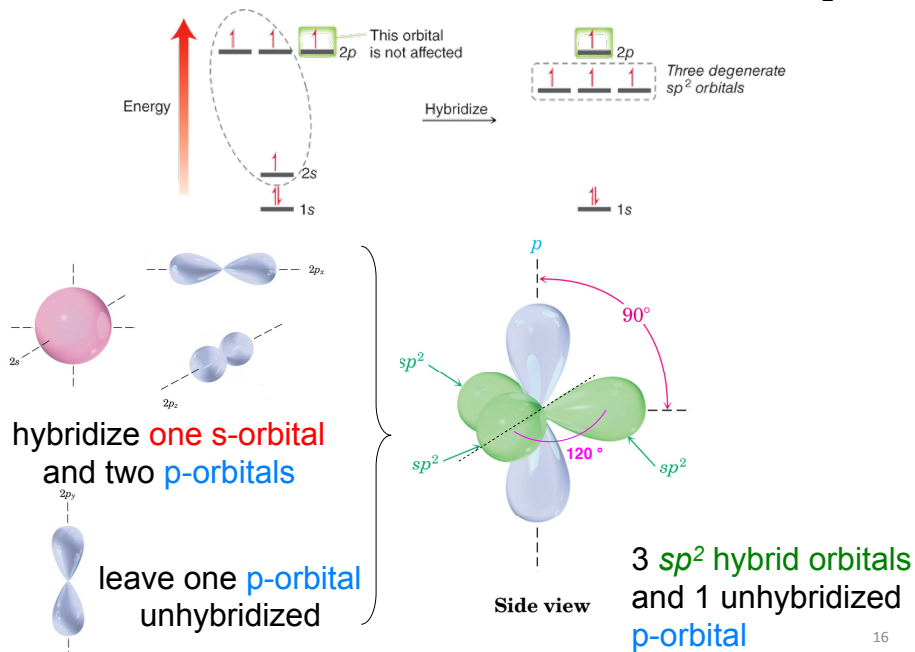 This orbital
is not affected
2p
Energy
2s
1s
Hybridize
2p
Three degenerate
sp² orbitals
1s
2pₓ
2s
2p_z
hybridize one s-orbital
and two p-orbitals
2p_y
leave one p-orbital
unhybridized
p
90°
sp²
sp²
120 °
sp²
Side view
3 sp² hybrid orbitals
and 1 unhybridized
p-orbital
16